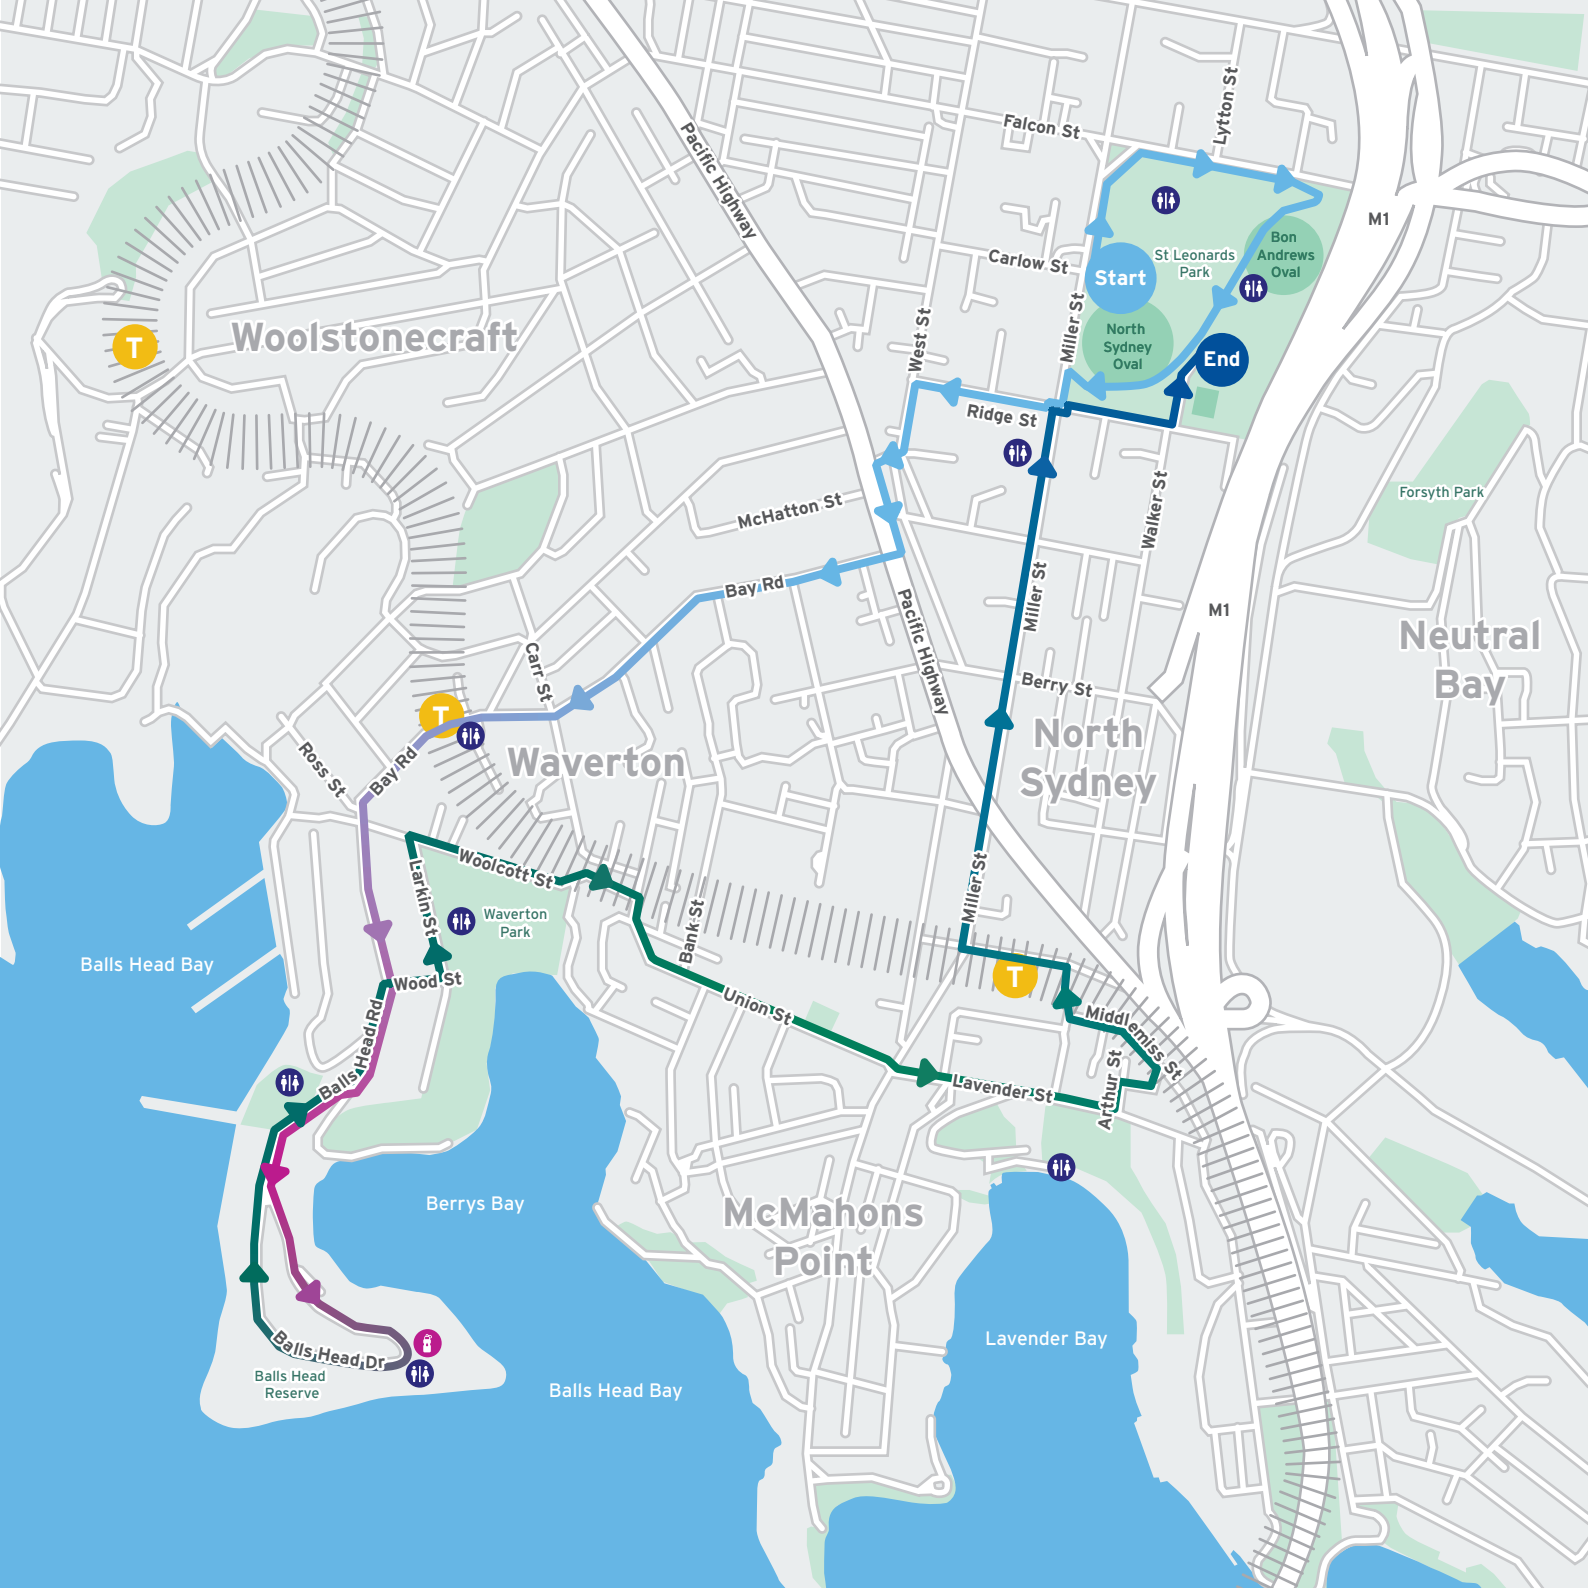 Lytton St
Falcon St
Pacific Highway
M1
Bon
Andrews
Oval
St Leonards
Park
Carlow St
Start
Miller St
West St
North
Sydney
Oval
End
Woolstonecraft
T
Ridge St
Walker St
Forsyth Park
McHatton St
Bay Rd
Miller St
M1
Pacific Highway
Neutral
Bay
Carr St
Berry St
T
North
Sydney
Ross St
Bay Rd
Waverton
Woolcott St
Larkin St
Miller St
Waverton
Park
Bank St
Balls Head Bay
Wood St
T
Union St
Middlemiss St
Balls Head Rd
Lavender St
Arthur St
Berrys Bay
McMahons
Point
Lavender Bay
Balls Head Dr
Balls Head
Reserve
Balls Head Bay